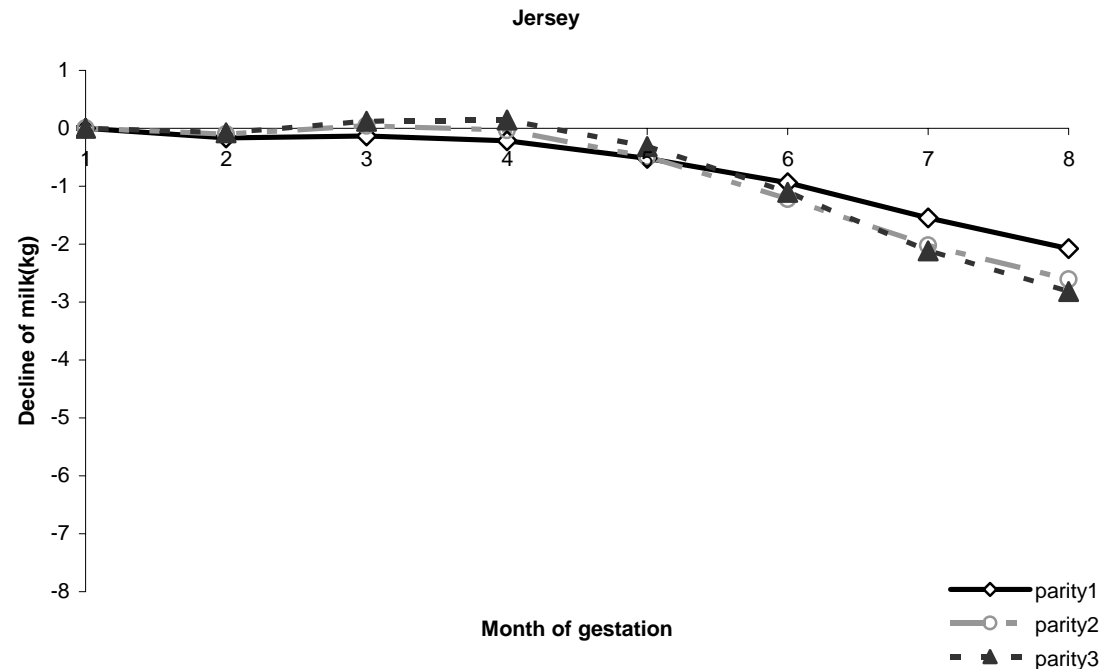 Jersey
1
0
-1
-2
-3
-4
-5
-6
-7
-8
1 2 3 4 5 6 7 8
Decline of milk(kg)
Month of gestation
parity1
parity2
parity3